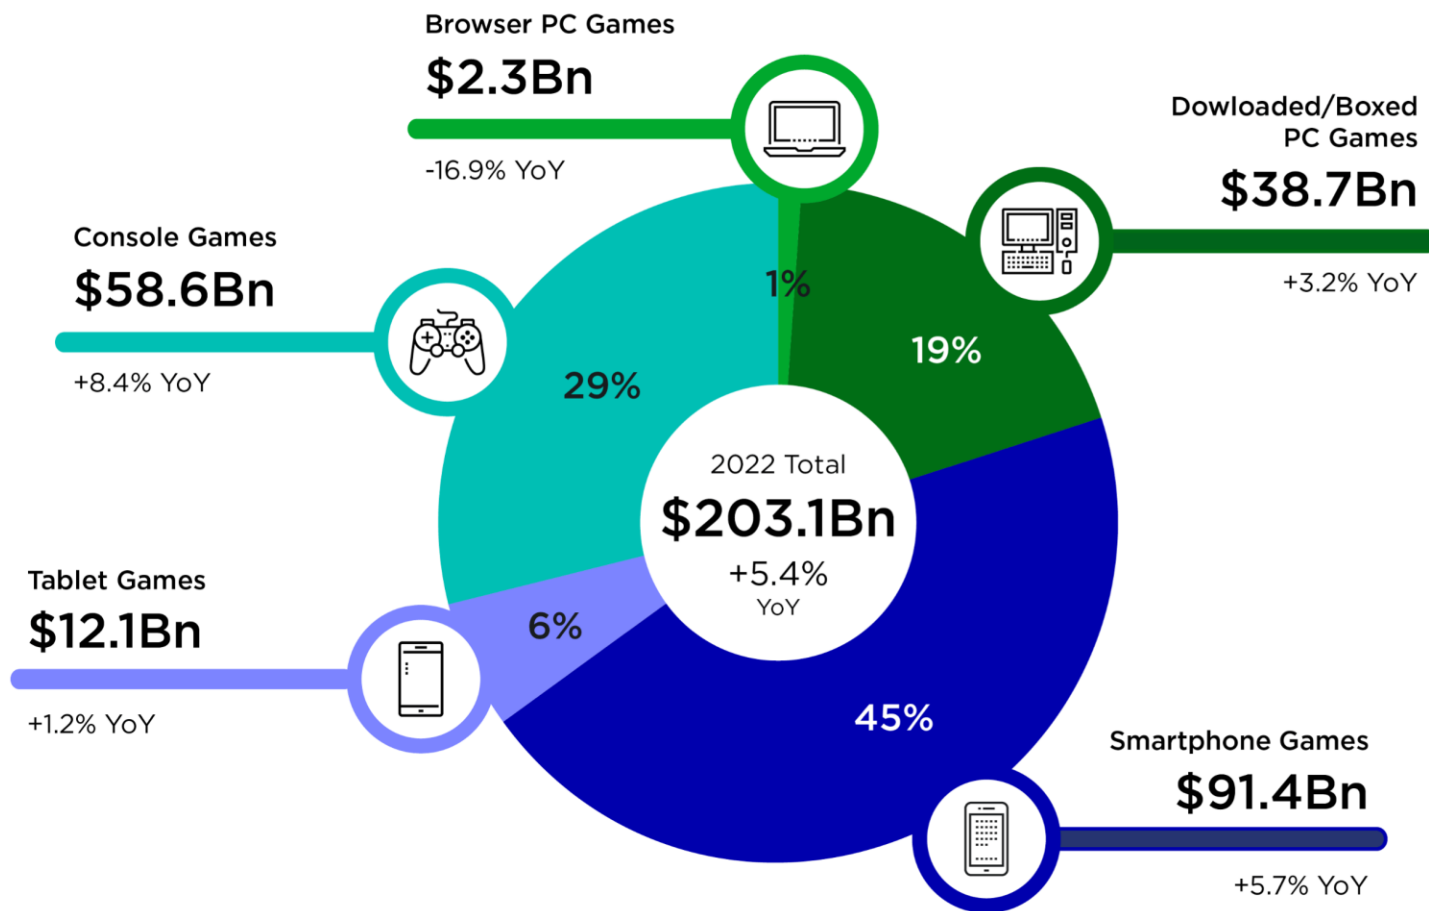 Browser PC Games
$2.3Bn
-16.9% YoY
Dowloaded/Boxed
PC Games
$38.7Bn
+3.2% YoY
Console Games
$58.6Bn
+8.4% YoY
1%
19%
29%
2022 Total
$203.1Bn
+5.4%
YoY
Tablet Games
$12.1Bn
+1.2% YoY
6%
45%
Smartphone Games
$91.4Bn
+5.7% YoY